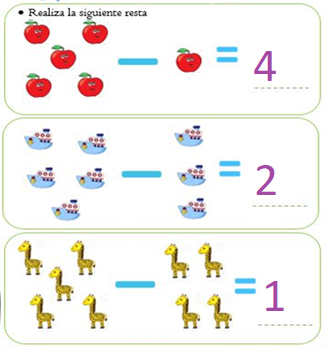 • Realiza la siguiente resta
— = 4
— = 2
— = 1